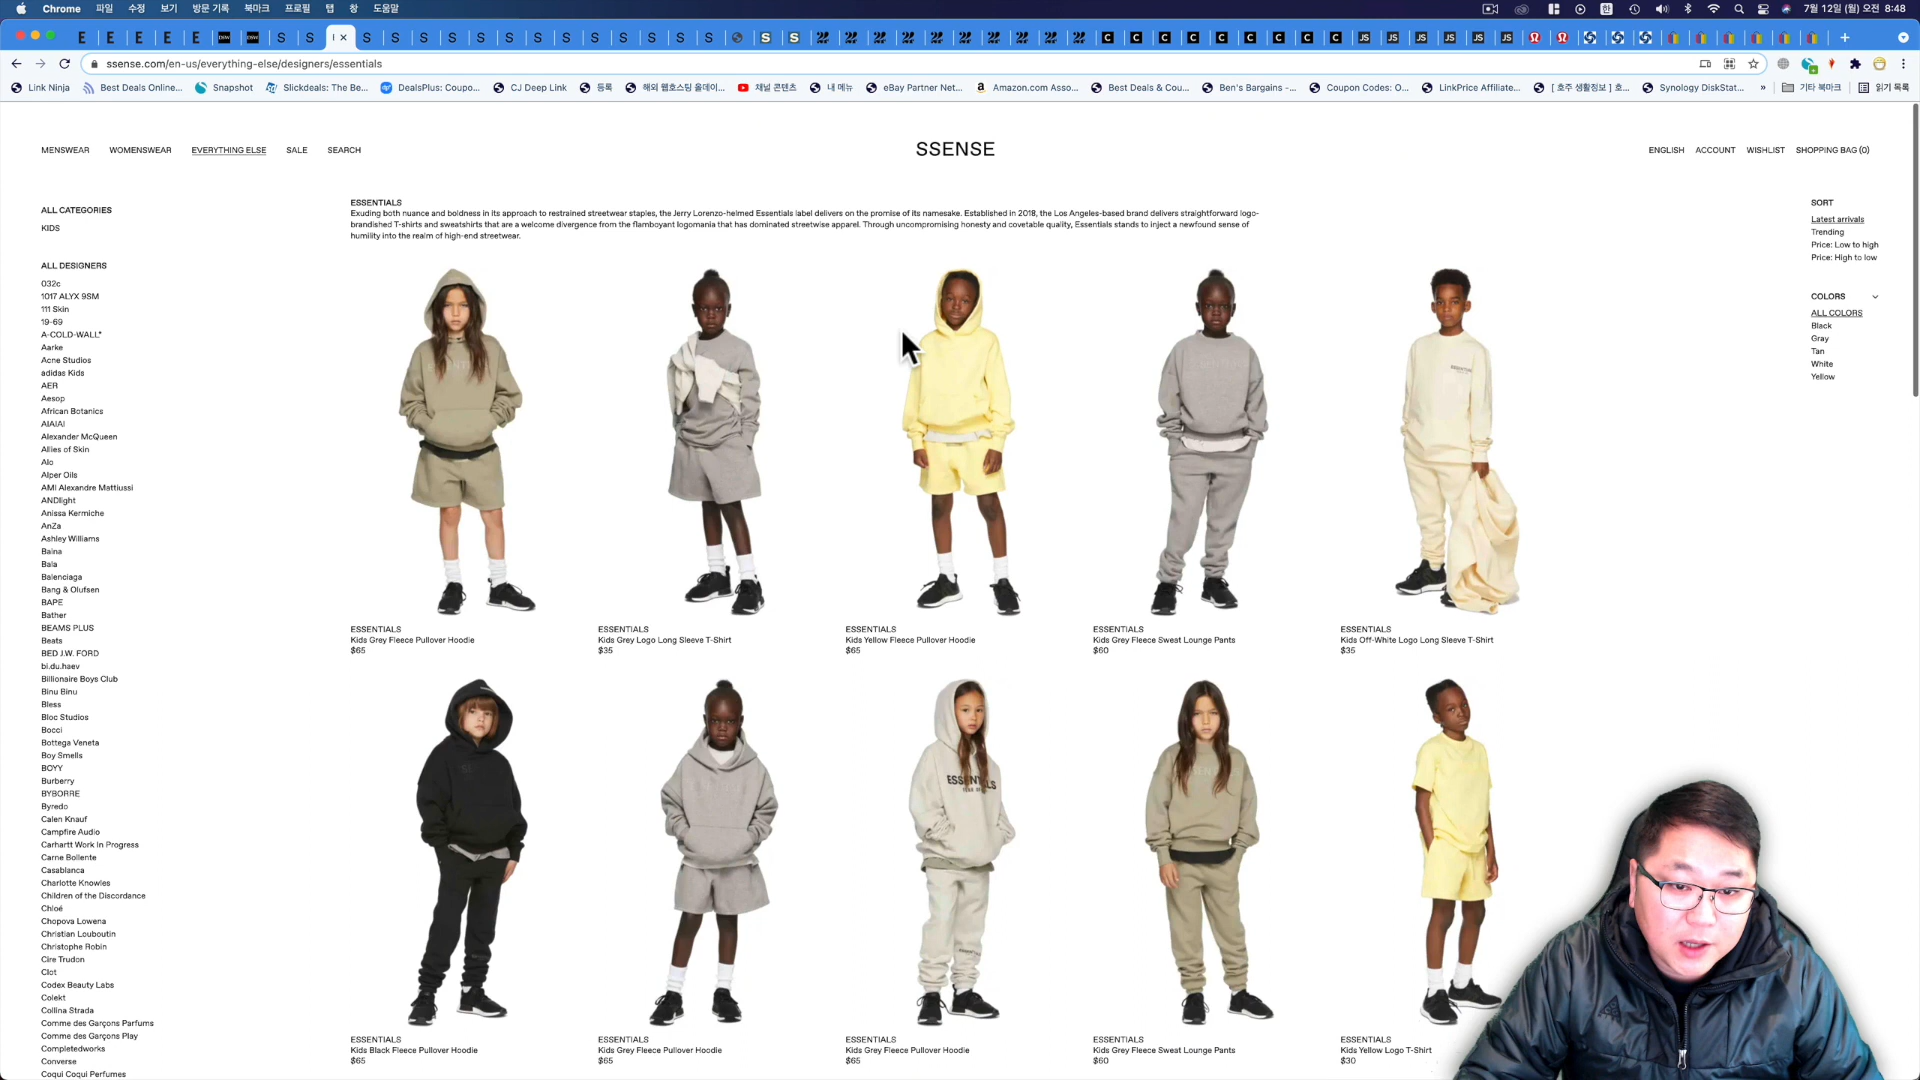 Chrome 파일 수정 보기 방문 기록 북마크 프로필 탭 창 도움말 7월 12일 (월) 오전 8:48
ssense.com/en-us/everything-else/designers/essentials
Link Ninja Best Deals Online... Snapshot Slickdeals: The Be... DealsPlus: Coupo... CJ Deep Link 등록 해외 웹호스팅 올데이... 채널 콘텐츠 내 메뉴 eBay Partner Net... Amazon.com Asso... Best Deals & Cou... Ben's Bargains -... Coupon Codes: O... LinkPrice Affiliate... [ 호주 생활정보 ] 호... Synology DiskStat... » 기타 북마크 읽기 목록
MENSWEAR WOMENSWEAR EVERYTHING ELSE SALE SEARCH SSENSE ENGLISH ACCOUNT WISHLIST SHOPPING BAG (0)
ALL CATEGORIES
KIDS
ALL DESIGNERS
032c
1017 ALYX 9SM
111 Skin
19-69
A-COLD-WALL*
Aarke
Acne Studios
adidas Kids
AER
Aesop
African Botanics
AIAIAI
Alexander McQueen
Allies of Skin
Alo
Alper Oils
AMI Alexandre Mattiussi
ANDlight
Anissa Kermiche
AnZa
Ashley Williams
Baina
Bala
Balenciaga
Bang & Olufsen
BAPE
Bather
BEAMS PLUS
Beats
BED J.W. FORD
bi.du.haev
Billionaire Boys Club
Binu Binu
Bless
Bloc Studios
Bocci
Bottega Veneta
Boy Smells
BOYY
Burberry
BYBORRE
Byredo
Calen Knauf
Campfire Audio
Carhartt Work In Progress
Carne Bollente
Casablanca
Charlotte Knowles
Children of the Discordance
Chloé
Chopova Lowena
Christian Louboutin
Christophe Robin
Cire Trudon
Clot
Codex Beauty Labs
Colekt
Collina Strada
Comme des Garçons Parfums
Comme des Garçons Play
Completedworks
Converse
Coqui Coqui Perfumes
ESSENTIALS
Exuding both nuance and boldness in its approach to restrained streetwear staples, the Jerry Lorenzo-helmed Essentials label delivers on the promise of its namesake. Established in 2018, the Los Angeles-based brand delivers straightforward logo-
brandished T-shirts and sweatshirts that are a welcome divergence from the flamboyant logomania that has dominated streetwise apparel. Through uncompromising honesty and covetable quality, Essentials stands to inject a newfound sense of
humility into the realm of high-end streetwear.
ESSENTIALS
Kids Grey Fleece Pullover Hoodie
$65
ESSENTIALS
Kids Grey Logo Long Sleeve T-Shirt
$35
ESSENTIALS
Kids Yellow Fleece Pullover Hoodie
$65
ESSENTIALS
Kids Grey Fleece Sweat Lounge Pants
$60
ESSENTIALS
Kids Off-White Logo Long Sleeve T-Shirt
$35
ESSENTIALS
Kids Black Fleece Pullover Hoodie
$65
ESSENTIALS
Kids Grey Fleece Pullover Hoodie
$65
ESSENTIALS
Kids Grey Fleece Pullover Hoodie
$65
ESSENTIALS
Kids Grey Fleece Sweat Lounge Pants
$60
ESSENTIALS
Kids Yellow Logo T-Shirt
$30
SORT
Latest arrivals
Trending
Price: Low to high
Price: High to low
COLORS
ALL COLORS
Black
Gray
Tan
White
Yellow